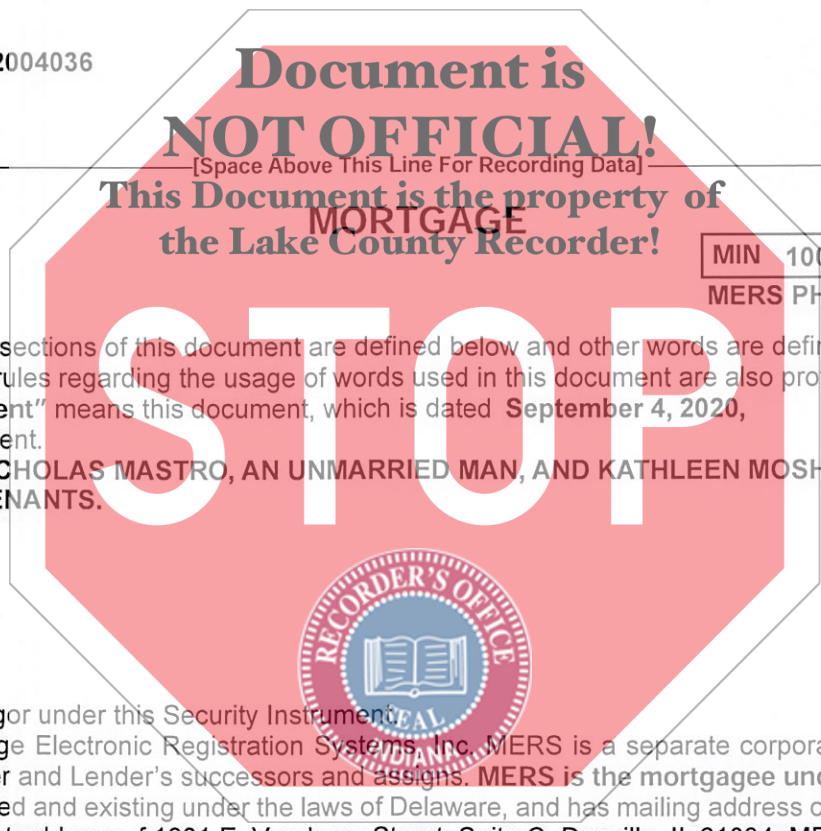 2004036
Document is
NOT OFFICIAL!
[Space Above This Line For Recording Data]
This Document is the property of
MORTGAGE
the Lake County Recorder!
MIN 100
MERS PH
STOP
sections of this document are defined below and other words are defin
rules regarding the usage of words used in this document are also pro
ent" means this document, which is dated September 4, 2020,
ent.
CHOLAS MASTRO, AN UNMARRIED MAN, AND KATHLEEN MOSH
ENANTS.
RECORDER'S OFFICE
SEAL
INDIANA
gor under this Security Instrument.
ge Electronic Registration Systems, Inc. MERS is a separate corpora
er and Lender's successors and assigns. MERS is the mortgagee und
ed and existing under the laws of Delaware, and has mailing address o